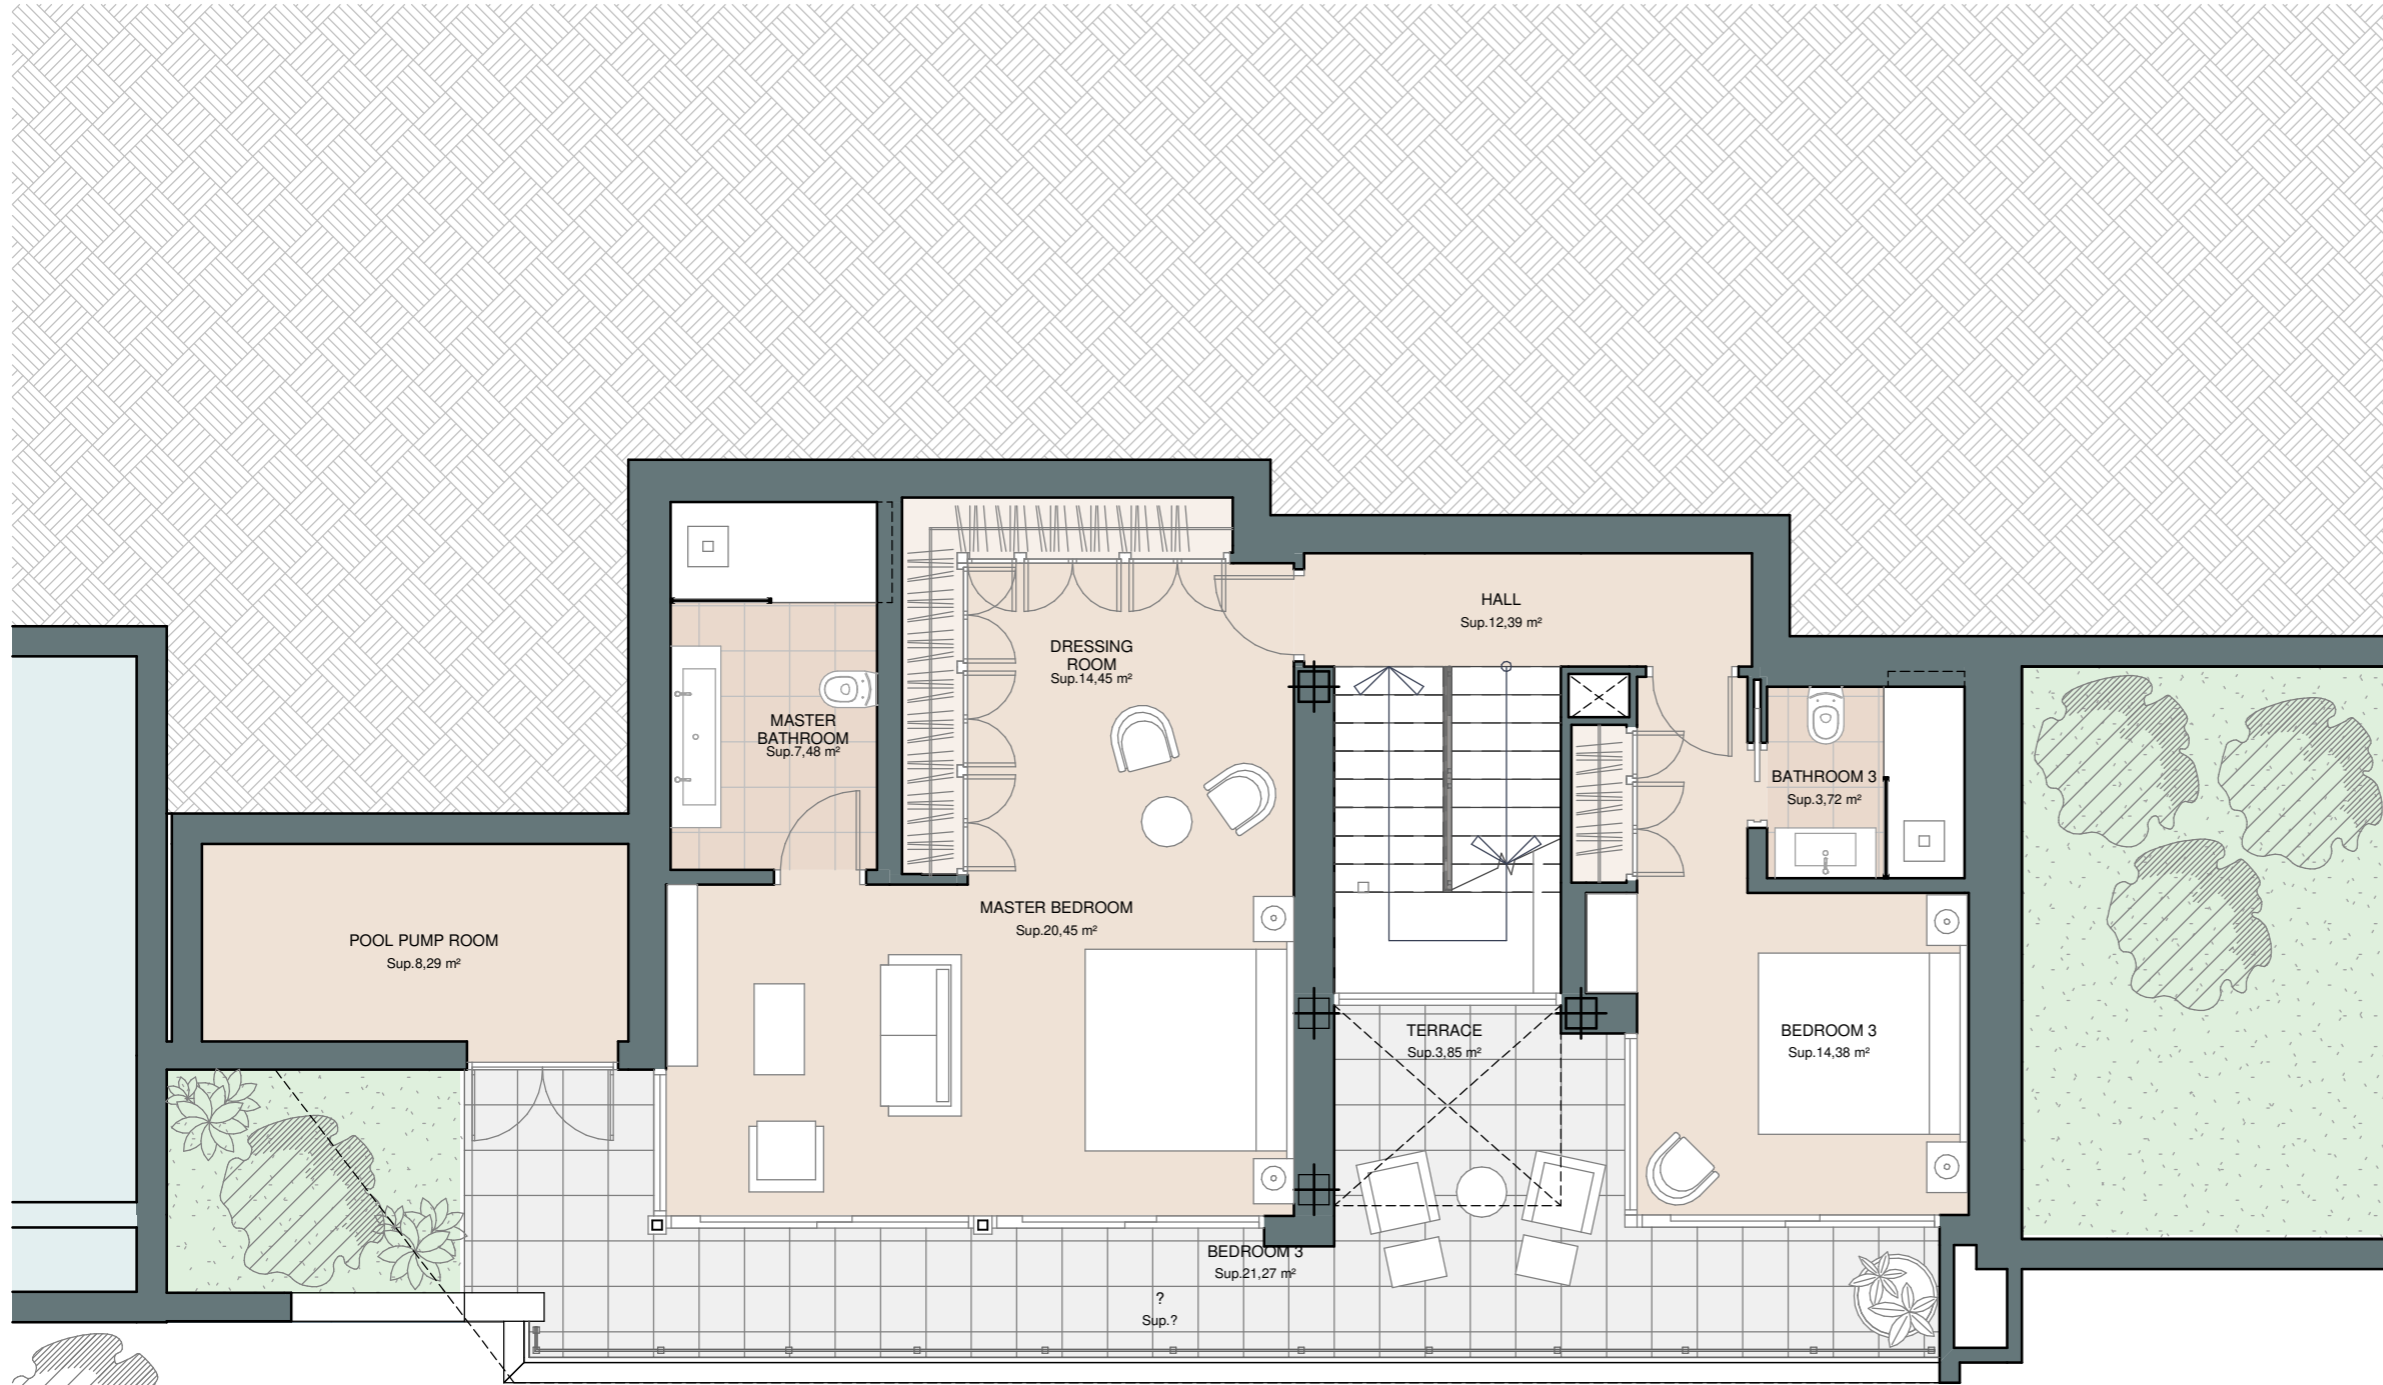 HALL
Sup.12,39 m²
DRESSING
ROOM
Sup.14,45 m²
MASTER
BATHROOM
Sup.7,48 m²
BATHROOM 3
Sup.3,72 m²
MASTER BEDROOM
Sup.20,45 m²
POOL PUMP ROOM
Sup.8,29 m²
TERRACE
Sup.3,85 m²
BEDROOM 3
Sup.14,38 m²
BEDROOM 3
Sup.21,27 m²
?
Sup.?